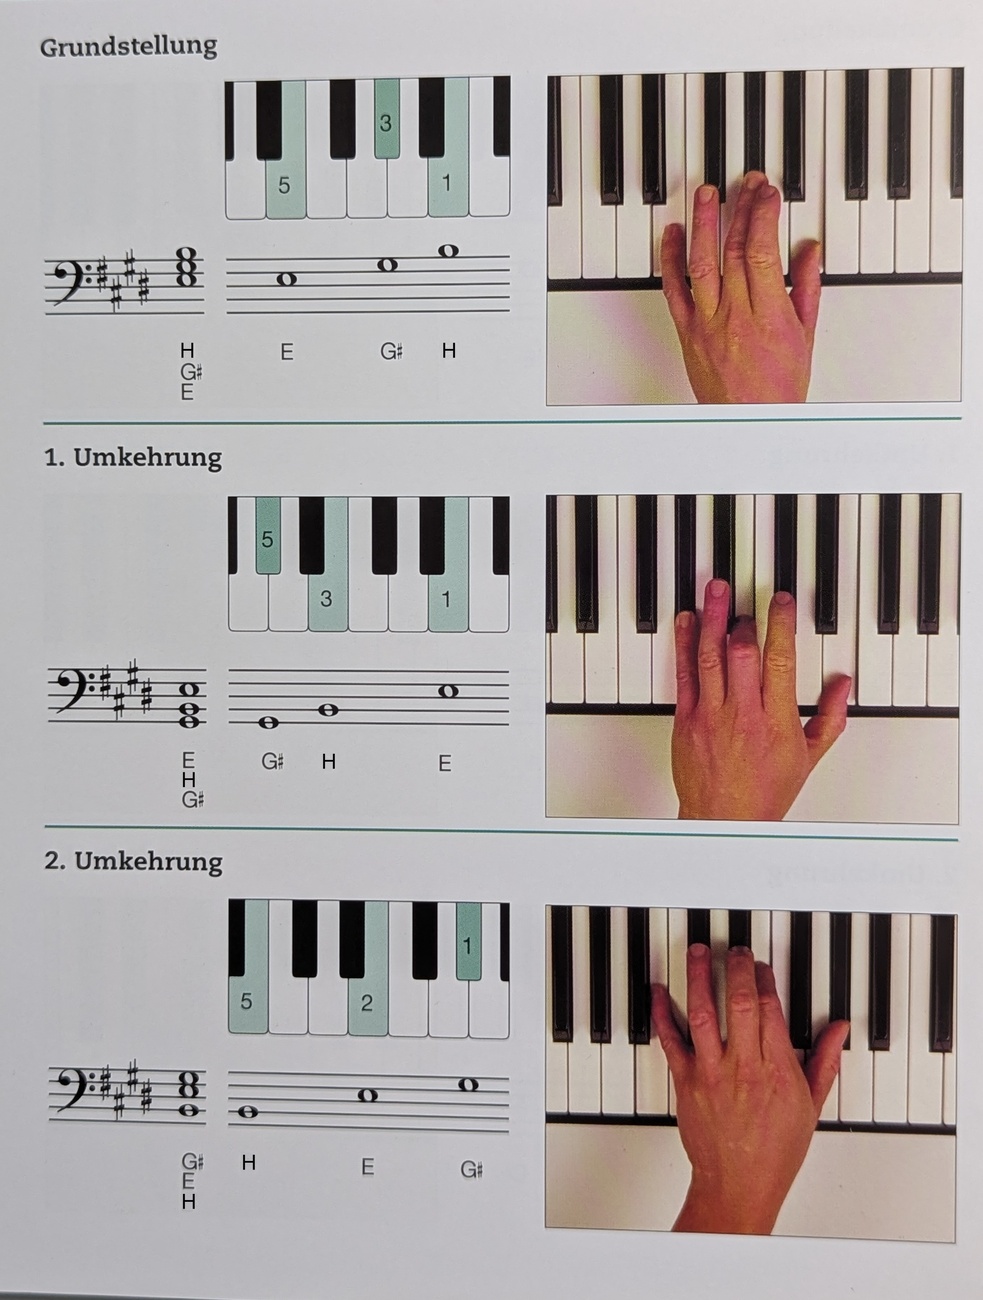 Grundstellung
3
5 1
H E G♯ H
G♯
E
1. Umkehrung
5
3 1
E G♯ H E
H
G♯
2. Umkehrung
1
5 2
G♯ H E G♯
E
H